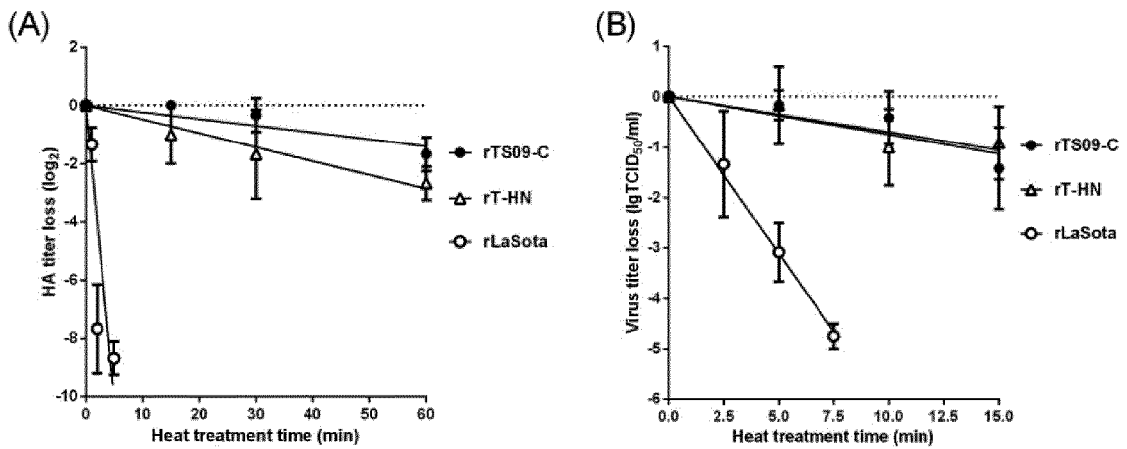 (A)
2
0
-2
-4
-6
-8
-10
HA titer loss (log₂)
0 10 20 30 40 50 60
Heat treatment time (min)
rTS09-C
rT-HN
rLaSota
(B)
1
0
-1
-2
-3
-4
-5
-6
Virus titer loss (lgTCID₅₀/ml)
0.0 2.5 5.0 7.5 10.0 12.5 15.0
Heat treatment time (min)
rTS09-C
rT-HN
rLaSota